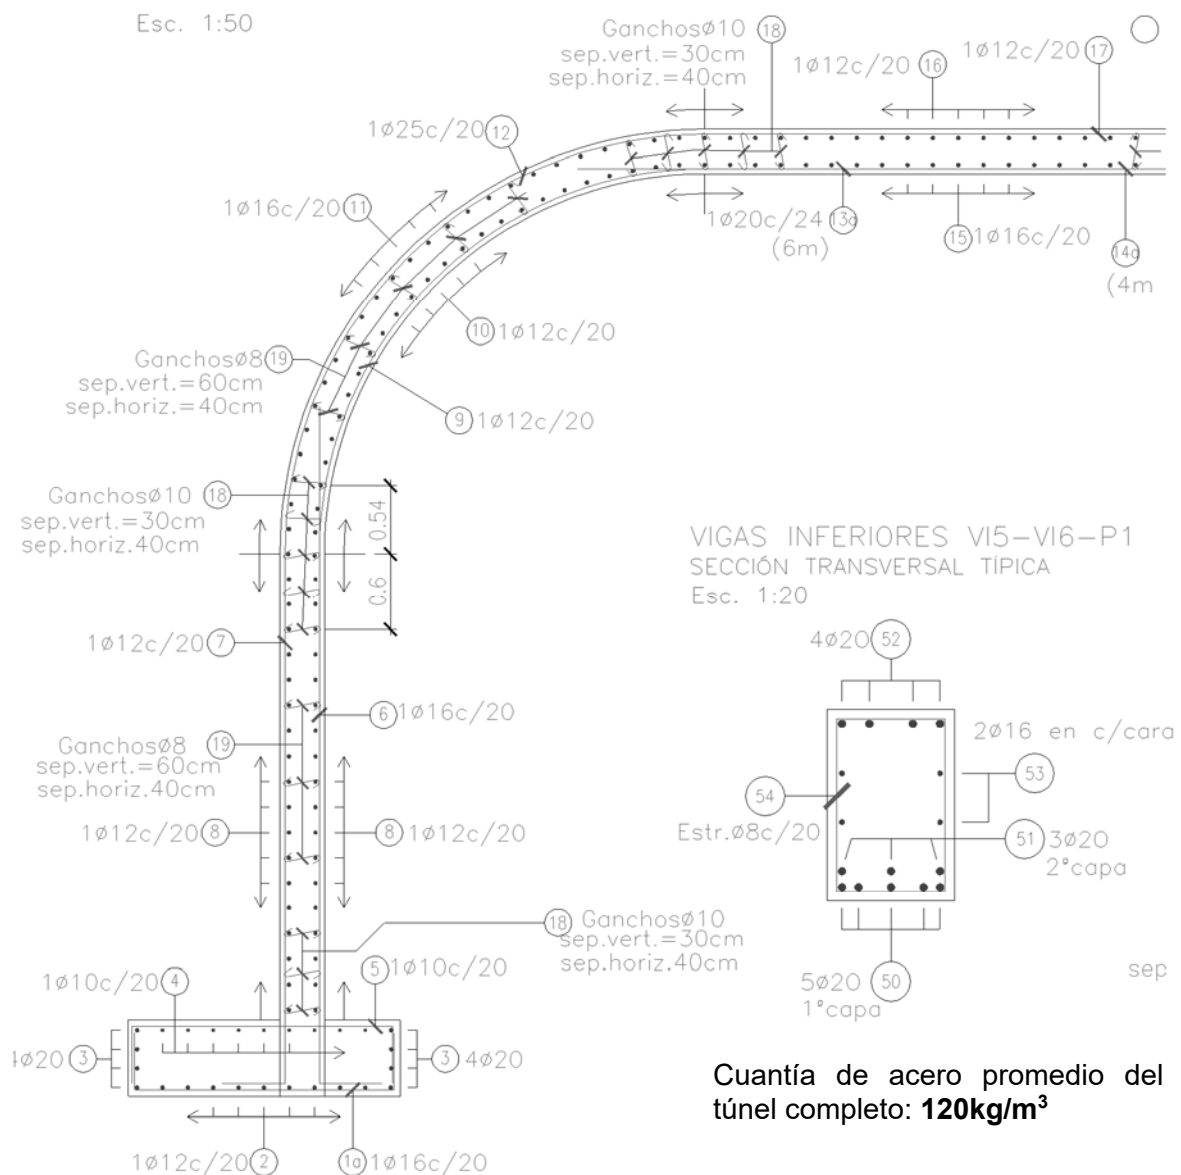 Esc. 1:50
Ganchosø10 18
sep.vert.=30cm
sep.horiz.=40cm
1ø12c/20 16
1ø12c/20 17
1ø25c/20 12
1ø16c/20 11
1ø20c/24 13a
(6m)
15 1ø16c/20
14a
(4m
10 1ø12c/20
Ganchosø8 19
sep.vert.=60cm
sep.horiz.=40cm
9 1ø12c/20
Ganchosø10 18
sep.vert.=30cm
sep.horiz.40cm
0.54
0.6
1ø12c/20 7
6 1ø16c/20
Ganchosø8 19
sep.vert.=60cm
sep.horiz.40cm
1ø12c/20 8
8 1ø12c/20
18 Ganchosø10
sep.vert.=30cm
sep.horiz.40cm
1ø10c/20 4
5 1ø10c/20
4ø20 3
3 4ø20
1ø12c/20 2
1a 1ø16c/20
VIGAS INFERIORES VI5-VI6-P1
SECCIÓN TRANSVERSAL TÍPICA
Esc. 1:20
4ø20 52
2ø16 en c/cara
53
54
Estr.ø8c/20
51 3ø20
2°capa
5ø20 50
1°capa
sep
Cuantía de acero promedio del
túnel completo: 120kg/m³